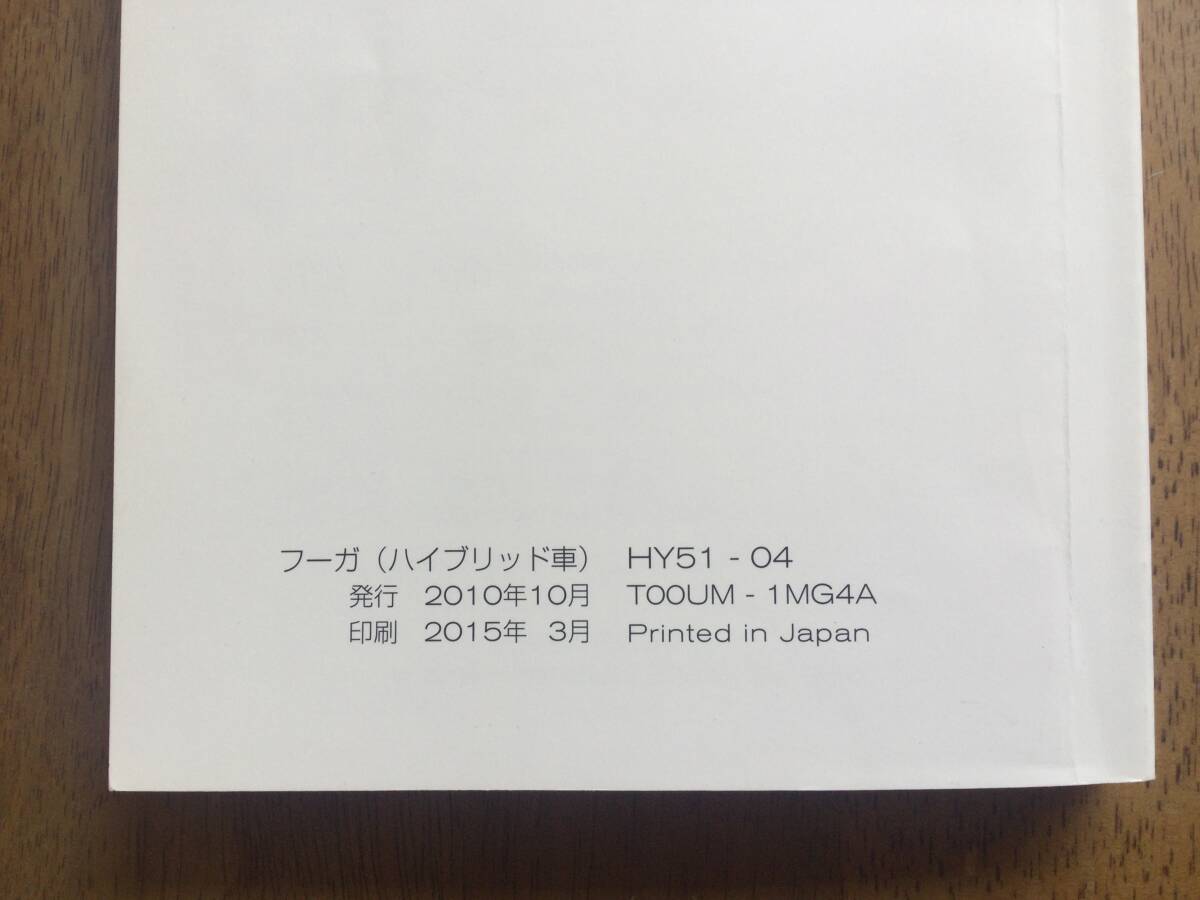 フーガ（ハイブリッド車） HY51 - 04
発行 2010年10月 T00UM - 1MG4A
印刷 2015年 3月 Printed in Japan